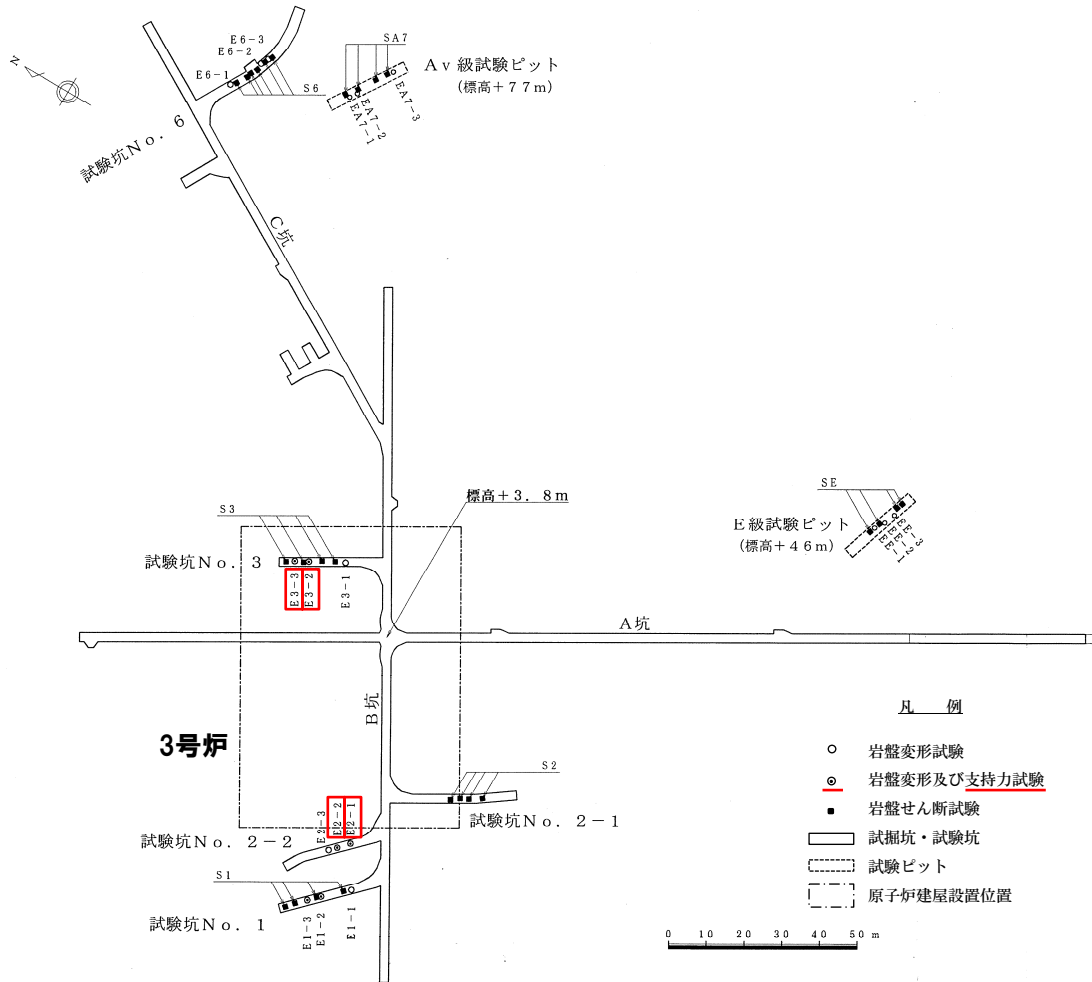 N
E6-3
E6-2
E6-1
S6
SA7
Av級試験ピット
(標高+77m)
EA7-3
EA7-2
EA7-1
試験坑No. 6
C坑
標高+3.8m
S3
試験坑No. 3
E3-3
E3-2
E3-1
SE
E級試験ピット
(標高+46m)
EE-3
EE-2
EE-1
A坑
B坑
3号炉
S2
試験坑No. 2-1
E2-3
E2-2
E2-1
試験坑No. 2-2
S1
試験坑No. 1
E1-3
E1-2
E1-1
凡 例
岩盤変形試験
岩盤変形及び支持力試験
岩盤せん断試験
試掘坑・試験坑
試験ピット
原子炉建屋設置位置
0 10 20 30 40 50 m